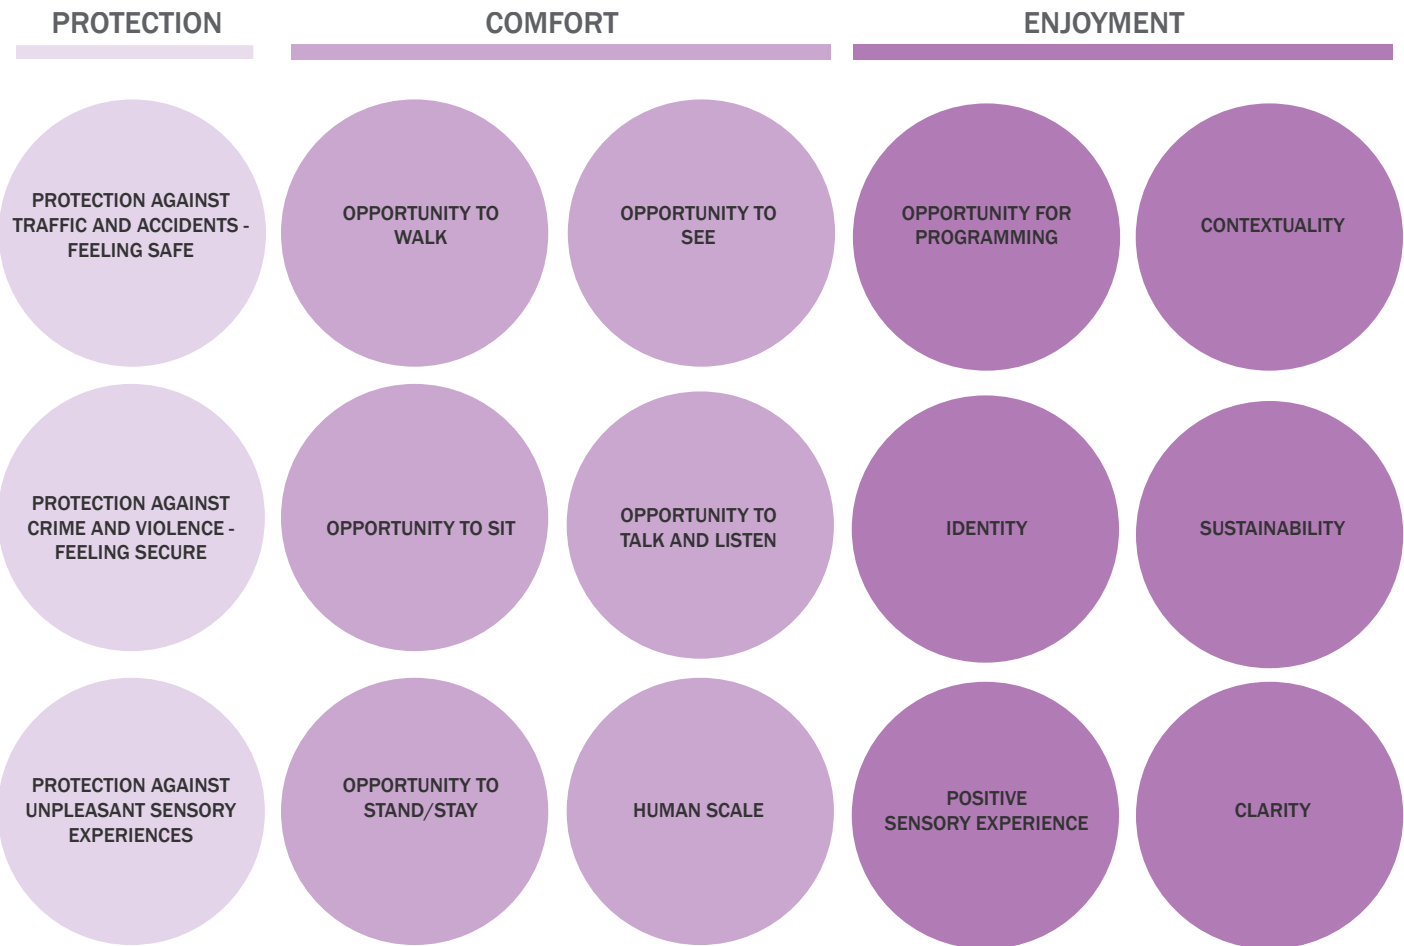 PROTECTION
COMFORT
ENJOYMENT
PROTECTION AGAINST
TRAFFIC AND ACCIDENTS -
FEELING SAFE
OPPORTUNITY TO
WALK
OPPORTUNITY TO
SEE
OPPORTUNITY FOR
PROGRAMMING
CONTEXTUALITY
PROTECTION AGAINST
CRIME AND VIOLENCE -
FEELING SECURE
OPPORTUNITY TO SIT
OPPORTUNITY TO
TALK AND LISTEN
IDENTITY
SUSTAINABILITY
PROTECTION AGAINST
UNPLEASANT SENSORY
EXPERIENCES
OPPORTUNITY TO
STAND/STAY
HUMAN SCALE
POSITIVE
SENSORY EXPERIENCE
CLARITY